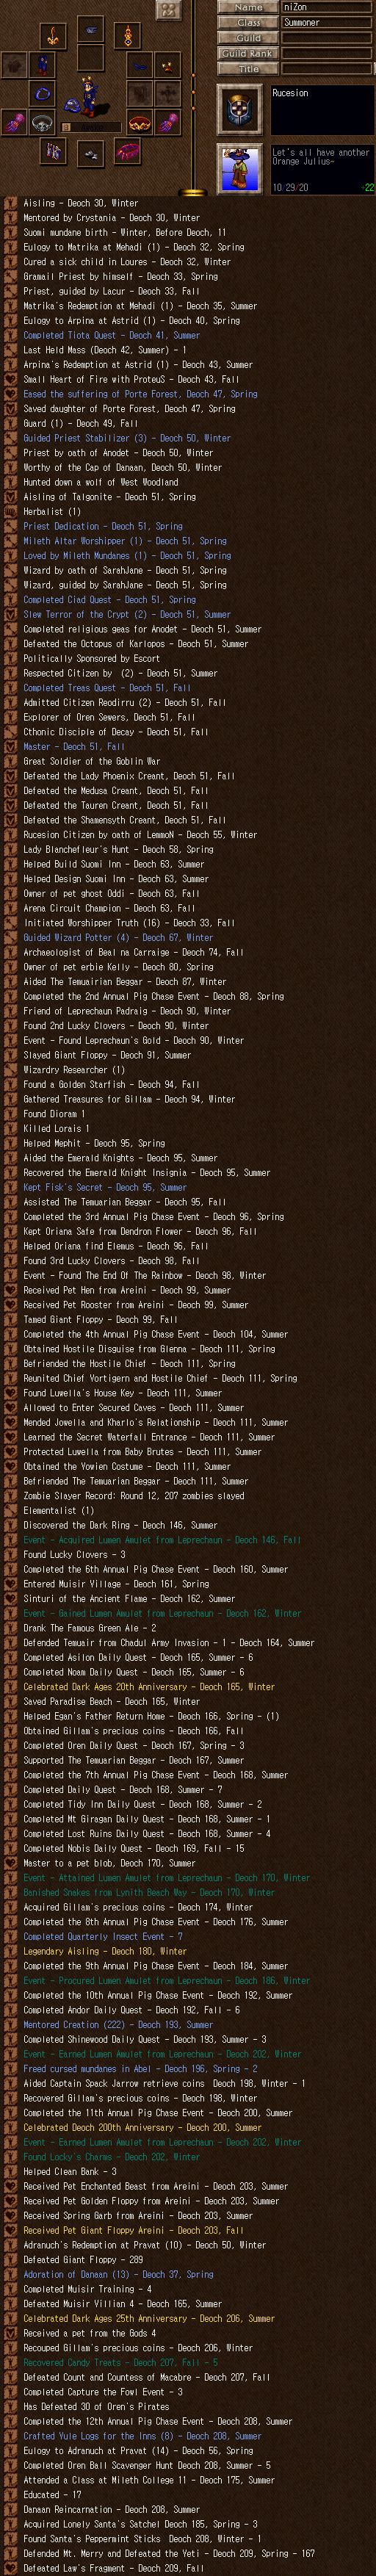 Name niZon
Class Summoner
Guild
Guild Rank
Title
Rucesion
Let's all have another
Orange Julius~
10/29/20 -22
Aisling - Deoch 30, Winter
Mentored by Crystania - Deoch 30, Winter
Suomi mundane birth - Winter, Before Deoch, 11
Eulogy to Matrika at Mehadi (1) - Deoch 32, Spring
Cured a sick child in Loures - Deoch 32, Winter
Gramail Priest by himself - Deoch 33, Spring
Priest, guided by Lacur - Deoch 33, Fall
Matrika's Redemption at Mehadi (1) - Deoch 35, Summer
Eulogy to Arpina at Astrid (1) - Deoch 40, Spring
Completed Tiota Quest - Deoch 41, Summer
Last Held Mass (Deoch 42, Summer) - 1
Arpina's Redemption at Astrid (1) - Deoch 43, Summer
Small Heart of Fire with ProteuS - Deoch 43, Fall
Eased the suffering of Porte Forest, Deoch 47, Spring
Saved daughter of Porte Forest, Deoch 47, Spring
Guard (1) - Deoch 49, Fall
Guided Priest Stabilizer (3) - Deoch 50, Winter
Priest by oath of Anodet - Deoch 50, Winter
Worthy of the Cap of Danaan, Deoch 50, Winter
Hunted down a wolf of West Woodland
Aisling of Talgonite - Deoch 51, Spring
Herbalist (1)
Priest Dedication - Deoch 51, Spring
Mileth Altar Worshipper (1) - Deoch 51, Spring
Loved by Mileth Mundanes (1) - Deoch 51, Spring
Wizard by oath of SarahJane - Deoch 51, Spring
Wizard, guided by SarahJane - Deoch 51, Spring
Completed Ciad Quest - Deoch 51, Spring
Slew Terror of the Crypt (2) - Deoch 51, Summer
Completed religious geas for Anodet - Deoch 51, Summer
Defeated the Octopus of Karlopos - Deoch 51, Summer
Politically Sponsored by Escort
Respected Citizen by  (2) - Deoch 51, Summer
Completed Treas Quest - Deoch 51, Fall
Admitted Citizen Reodirru (2) - Deoch 51, Fall
Explorer of Oren Sewers, Deoch 51, Fall
Cthonic Disciple of Decay - Deoch 51, Fall
Master - Deoch 51, Fall
Great Soldier of the Goblin War
Defeated the Lady Phoenix Creant, Deoch 51, Fall
Defeated the Medusa Creant, Deoch 51, Fall
Defeated the Tauren Creant, Deoch 51, Fall
Defeated the Shamensyth Creant, Deoch 51, Fall
Rucesion Citizen by oath of LemmoN - Deoch 55, Winter
Lady Blanchefleur's Hunt - Deoch 58, Spring
Helped Build Suomi Inn - Deoch 63, Summer
Helped Design Suomi Inn - Deoch 63, Summer
Owner of pet ghost Oddi - Deoch 63, Fall
Arena Circuit Champion - Deoch 63, Fall
Initiated Worshipper Truth (16) - Deoch 33, Fall
Guided Wizard Potter (4) - Deoch 67, Winter
Archaeologist of Beal na Carraige - Deoch 74, Fall
Owner of pet erbie Kelly - Deoch 80, Spring
Aided The Temuairian Beggar - Deoch 87, Winter
Completed the 2nd Annual Pig Chase Event - Deoch 88, Spring
Friend of Leprechaun Padraig - Deoch 90, Winter
Found 2nd Lucky Clovers - Deoch 90, Winter
Event - Found Leprechaun's Gold - Deoch 90, Winter
Slayed Giant Floppy - Deoch 91, Summer
Wizardry Researcher (1)
Found a Golden Starfish - Deoch 94, Fall
Gathered Treasures for Gillam - Deoch 94, Winter
Found Dioram 1
Killed Lorais 1
Helped Mephit - Deoch 95, Spring
Aided the Emerald Knights - Deoch 95, Summer
Recovered the Emerald Knight Insignia - Deoch 95, Summer
Kept Fisk's Secret - Deoch 95, Summer
Assisted The Temuarian Beggar - Deoch 95, Fall
Completed the 3rd Annual Pig Chase Event - Deoch 96, Spring
Kept Oriana Safe from Dendron Flower - Deoch 96, Fall
Helped Oriana find Elemus - Deoch 96, Fall
Found 3rd Lucky Clovers - Deoch 98, Fall
Event - Found The End Of The Rainbow - Deoch 98, Winter
Received Pet Hen from Areini - Deoch 99, Summer
Received Pet Rooster from Areini - Deoch 99, Summer
Tamed Giant Floppy - Deoch 99, Fall
Completed the 4th Annual Pig Chase Event - Deoch 104, Summer
Obtained Hostile Disguise from Glenna - Deoch 111, Spring
Befriended the Hostile Chief - Deoch 111, Spring
Reunited Chief Vortigern and Hostile Chief - Deoch 111, Spring
Found Luwella's House Key - Deoch 111, Summer
Allowed to Enter Secured Caves - Deoch 111, Summer
Mended Jowella and Kharlo's Relationship - Deoch 111, Summer
Learned the Secret Waterfall Entrance - Deoch 111, Summer
Protected Luwella from Baby Brutes - Deoch 111, Summer
Obtained the Yowien Costume - Deoch 111, Summer
Befriended The Temuarian Beggar - Deoch 111, Summer
Zombie Slayer Record: Round 12, 207 zombies slayed
Elementalist (1)
Discovered the Dark Ring - Deoch 146, Summer
Event - Acquired Lumen Amulet from Leprechaun - Deoch 146, Fall
Found Lucky Clovers - 3
Completed the 6th Annual Pig Chase Event - Deoch 160, Summer
Entered Muisir Village - Deoch 161, Spring
Sinturi of the Ancient Flame - Deoch 162, Summer
Event - Gained Lumen Amulet from Leprechaun - Deoch 162, Winter
Drank The Famous Green Ale - 2
Defended Temuair from Chadul Army Invasion - 1 - Deoch 164, Summer
Completed Asilon Daily Quest - Deoch 165, Summer - 6
Completed Noam Daily Quest - Deoch 165, Summer - 6
Celebrated Dark Ages 20th Anniversary - Deoch 165, Winter
Saved Paradise Beach - Deoch 165, Winter
Helped Egan's Father Return Home - Deoch 166, Spring - (1)
Obtained Gillam's precious coins - Deoch 166, Fall
Completed Oren Daily Quest - Deoch 167, Spring - 3
Supported The Temuarian Beggar - Deoch 167, Summer
Completed the 7th Annual Pig Chase Event - Deoch 168, Summer
Completed Daily Quest - Deoch 168, Summer - 7
Completed Tidy Inn Daily Quest - Deoch 168, Summer - 2
Completed Mt Giragan Daily Quest - Deoch 168, Summer - 1
Completed Lost Ruins Daily Quest - Deoch 168, Summer - 4
Completed Nobis Daily Quest - Deoch 169, Fall - 15
Master to a pet blob, Deoch 170, Summer
Event - Attained Lumen Amulet from Leprechaun - Deoch 170, Winter
Banished Snakes from Lynith Beach Way - Deoch 170, Winter
Acquired Gillam's precious coins - Deoch 174, Winter
Completed the 8th Annual Pig Chase Event - Deoch 176, Summer
Completed Quarterly Insect Event - 7
Legendary Aisling - Deoch 180, Winter
Completed the 9th Annual Pig Chase Event - Deoch 184, Summer
Event - Procured Lumen Amulet from Leprechaun - Deoch 186, Winter
Completed the 10th Annual Pig Chase Event - Deoch 192, Summer
Completed Andor Daily Quest - Deoch 192, Fall - 6
Mentored Creation (222) - Deoch 193, Summer
Completed Shinewood Daily Quest - Deoch 193, Summer - 3
Event - Earned Lumen Amulet from Leprechaun - Deoch 202, Winter
Freed cursed mundanes in Abel - Deoch 196, Spring - 2
Aided Captain Spack Jarrow retrieve coins  Deoch 198, Winter - 1
Recovered Gillam's precious coins - Deoch 198, Winter
Completed the 11th Annual Pig Chase Event - Deoch 200, Summer
Celebrated Deoch 200th Anniversary - Deoch 200, Summer
Event - Earned Lumen Amulet from Leprechaun - Deoch 202, Winter
Found Locky's Charms - Deoch 202, Winter
Helped Clean Bank - 3
Received Pet Enchanted Beast from Areini - Deoch 203, Summer
Received Pet Golden Floppy from Areini - Deoch 203, Summer
Received Spring Garb from Areini - Deoch 203, Summer
Received Pet Giant Floppy Areini - Deoch 203, Fall
Adranuch's Redemption at Pravat (10) - Deoch 50, Winter
Defeated Giant Floppy - 289
Adoration of Danaan (13) - Deoch 37, Spring
Completed Muisir Training - 4
Defeated Muisir Villian 4 - Deoch 165, Summer
Celebrated Dark Ages 25th Anniversary - Deoch 206, Summer
Received a pet from the Gods 4
Recouped Gillam's precious coins - Deoch 206, Winter
Recovered Candy Treats - Deoch 207, Fall - 5
Defeated Count and Countess of Macabre - Deoch 207, Fall
Completed Capture the Fowl Event - 3
Has Defeated 30 of Oren's Pirates
Completed the 12th Annual Pig Chase Event - Deoch 208, Summer
Crafted Yule Logs for the Inns (8) - Deoch 208, Summer
Eulogy to Adranuch at Pravat (14) - Deoch 56, Spring
Completed Oren Ball Scavenger Hunt Deoch 208, Summer - 5
Attended a Class at Mileth College 11 - Deoch 175, Summer
Educated - 17
Danaan Reincarnation - Deoch 208, Summer
Acquired Lonely Santa's Satchel Deoch 185, Spring - 3
Found Santa's Peppermint Sticks  Deoch 208, Winter - 1
Defended Mt. Merry and Defeated the Yeti - Deoch 209, Spring - 167
Defeated Law's Fragment - Deoch 209, Fall